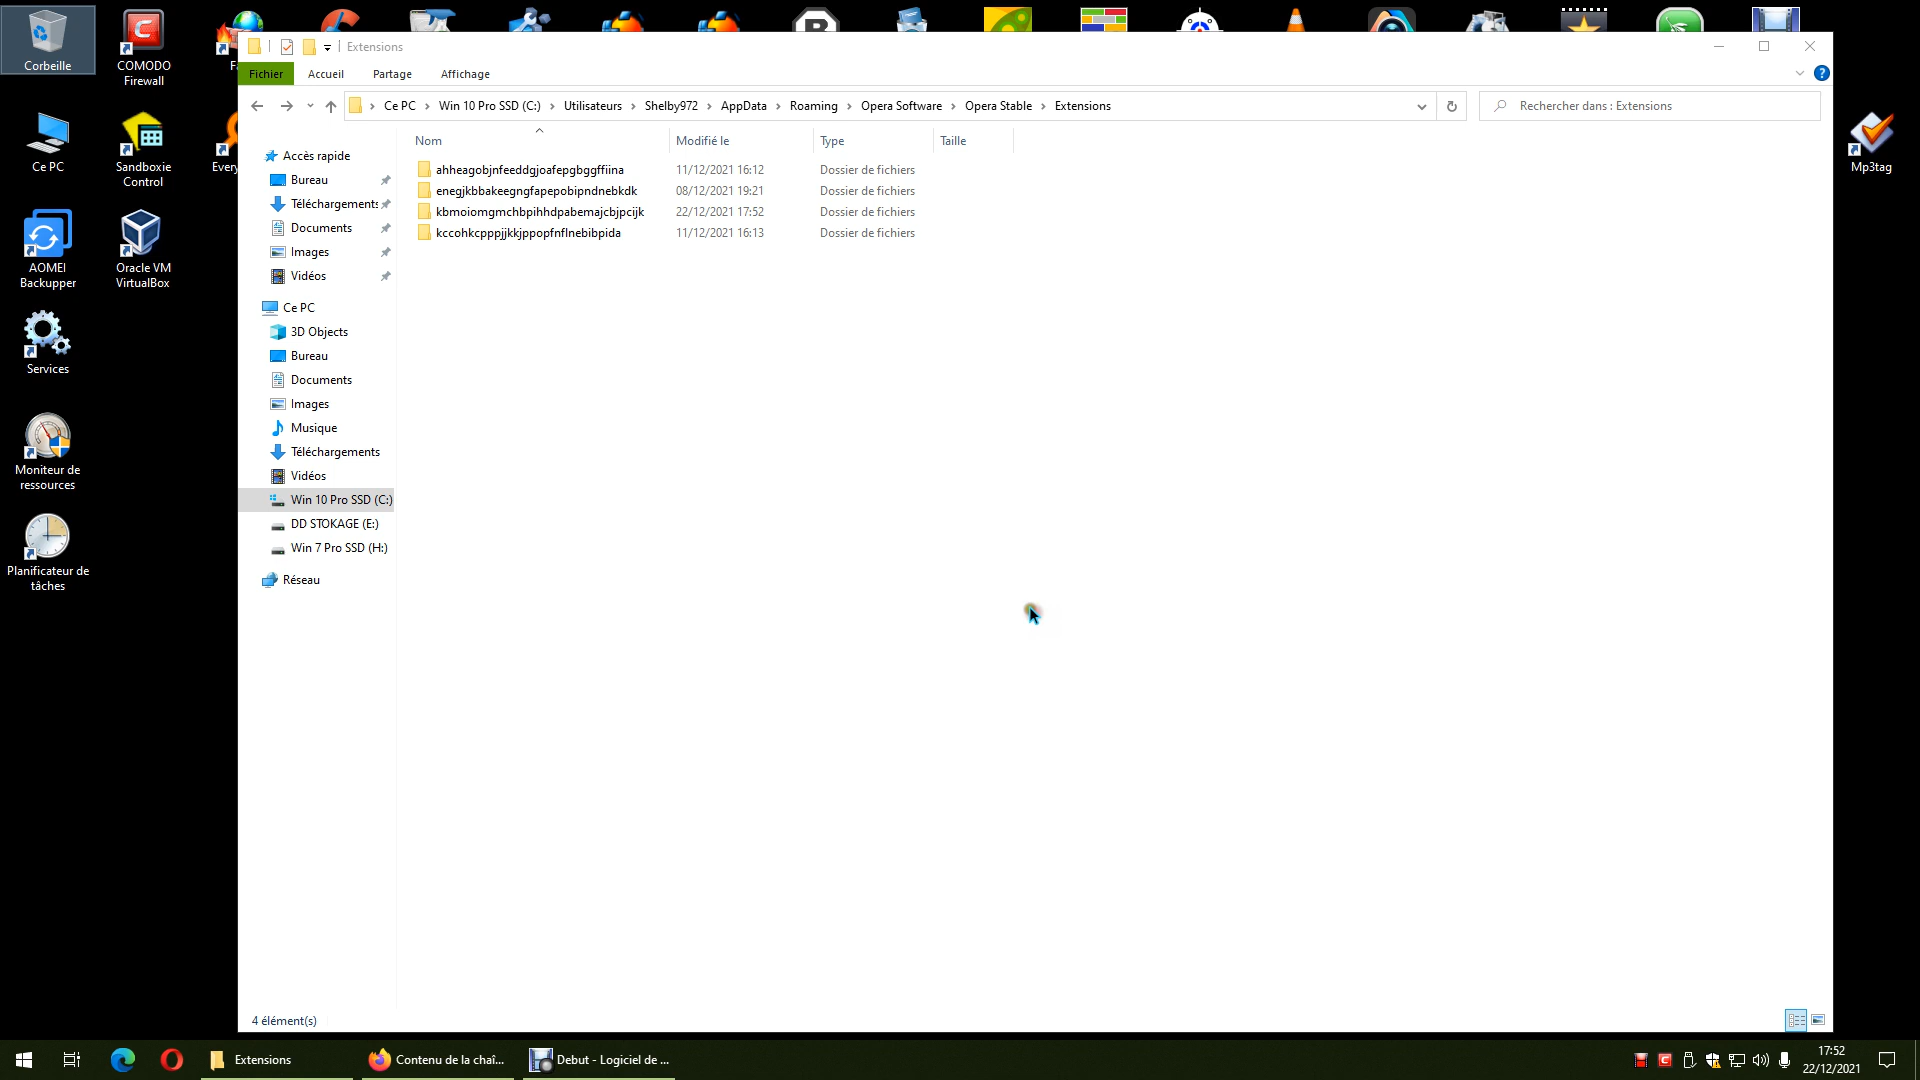 Corbeille
COMODO
Firewall
Ce PC
Sandboxie
Control
Every
AOMEI
Backupper
Oracle VM
VirtualBox
Services
Moniteur de
ressources
Planificateur de
tâches
Mp3tag
Extensions
Fichier
Accueil
Partage
Affichage
Ce PC
Win 10 Pro SSD (C:)
Utilisateurs
Shelby972
AppData
Roaming
Opera Software
Opera Stable
Extensions
Rechercher dans : Extensions
Nom
Modifié le
Type
Taille
ahheagobjnfeeddgjoafepgbggffiina 11/12/2021 16:12 Dossier de fichiers
enegjkbbakeegngfapepobipndnebkdk 08/12/2021 19:21 Dossier de fichiers
kbmoiomgmchbpihhdpabemajcbjpcijk 22/12/2021 17:52 Dossier de fichiers
kccohkcpppjjkkjppopfnflnebibpida 11/12/2021 16:13 Dossier de fichiers
Accès rapide
Bureau
Téléchargements
Documents
Images
Vidéos
Ce PC
3D Objects
Bureau
Documents
Images
Musique
Téléchargements
Vidéos
Win 10 Pro SSD (C:)
DD STOKAGE (E:)
Win 7 Pro SSD (H:)
Réseau
4 élément(s)
Extensions
Contenu de la chaî...
Debut - Logiciel de ...
17:52
22/12/2021